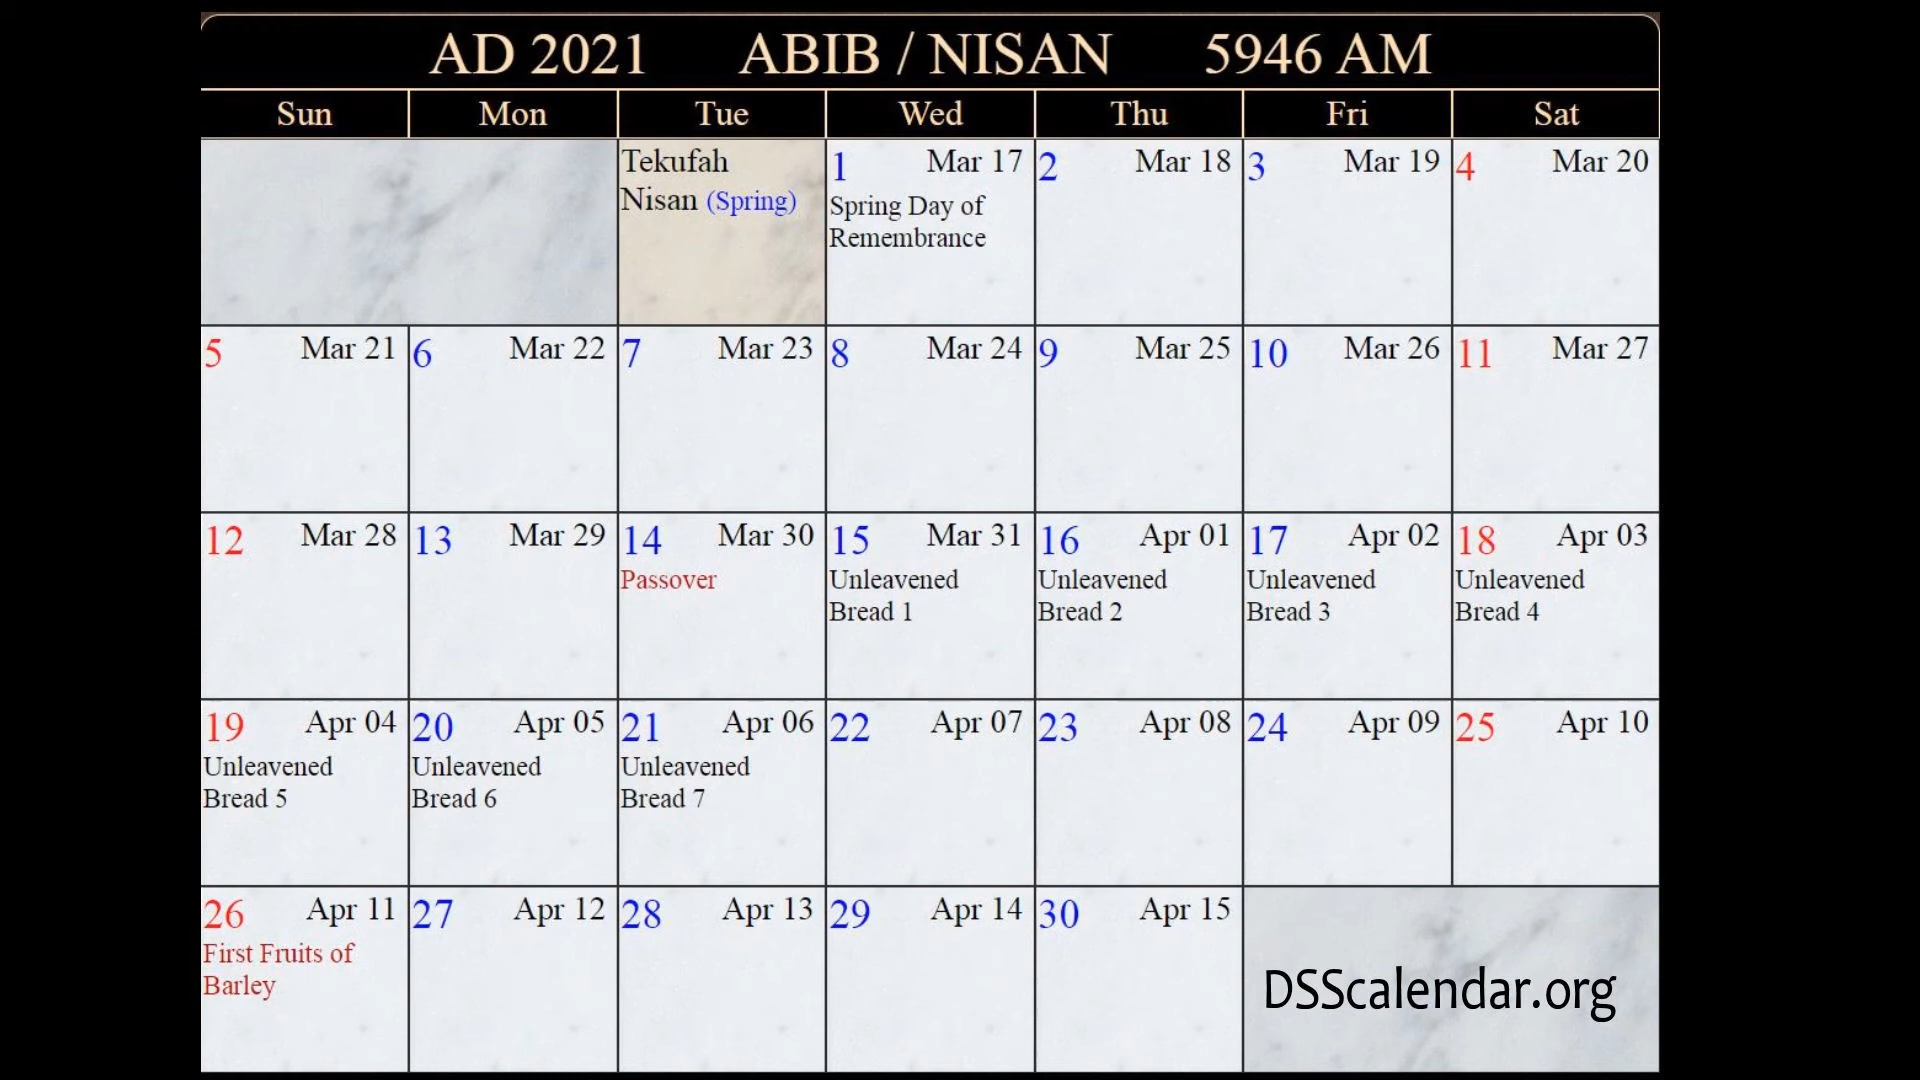 AD 2021 ABIB / NISAN 5946 AM
Sun Mon Tue Wed Thu Fri Sat
Tekufah
Nisan (Spring)
1 Mar 17
Spring Day of
Remembrance
2 Mar 18
3 Mar 19
4 Mar 20
5 Mar 21
6 Mar 22
7 Mar 23
8 Mar 24
9 Mar 25
10 Mar 26
11 Mar 27
12 Mar 28
13 Mar 29
14 Mar 30
Passover
15 Mar 31
Unleavened
Bread 1
16 Apr 01
Unleavened
Bread 2
17 Apr 02
Unleavened
Bread 3
18 Apr 03
Unleavened
Bread 4
19 Apr 04
Unleavened
Bread 5
20 Apr 05
Unleavened
Bread 6
21 Apr 06
Unleavened
Bread 7
22 Apr 07
23 Apr 08
24 Apr 09
25 Apr 10
26 Apr 11
First Fruits of
Barley
27 Apr 12
28 Apr 13
29 Apr 14
30 Apr 15
DSScalendar.org